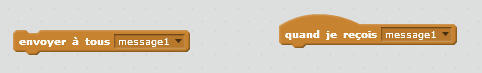 envoyer à tous message1
quand je reçois message1